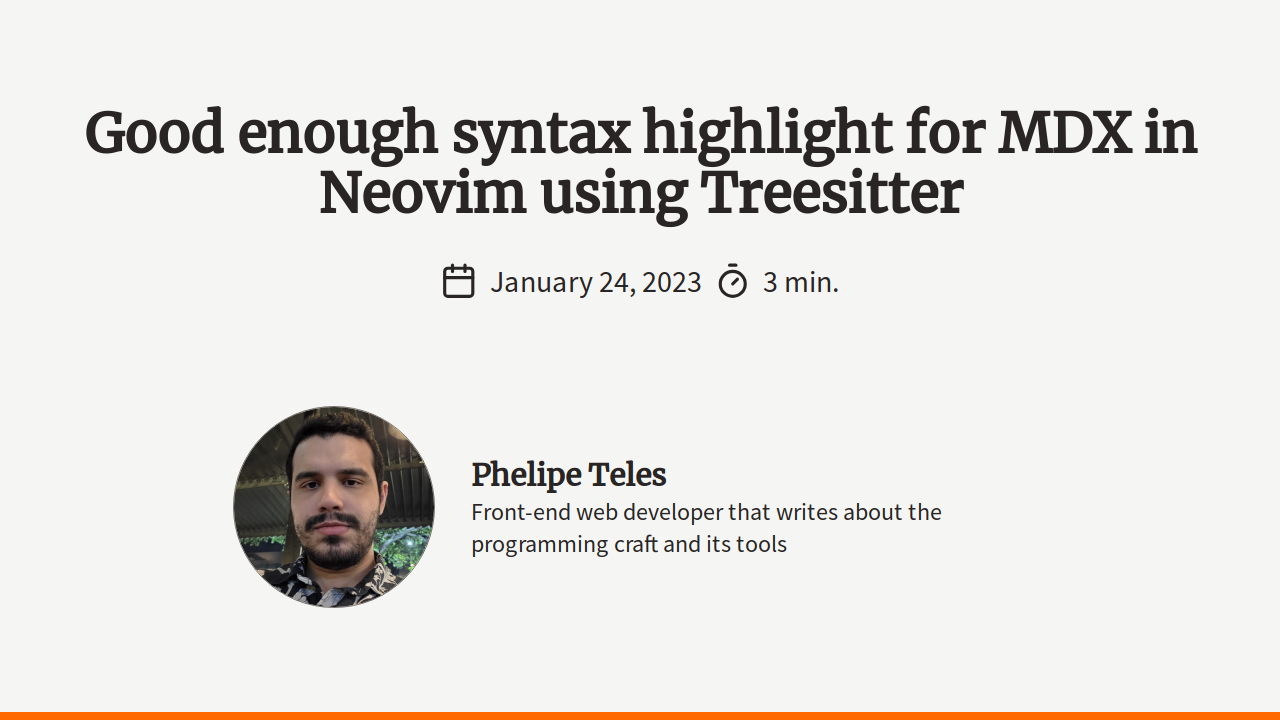 Good enough syntax highlight for MDX in
Neovim using Treesitter
January 24, 2023 3 min.
Phelipe Teles
Front-end web developer that writes about the
programming craft and its tools